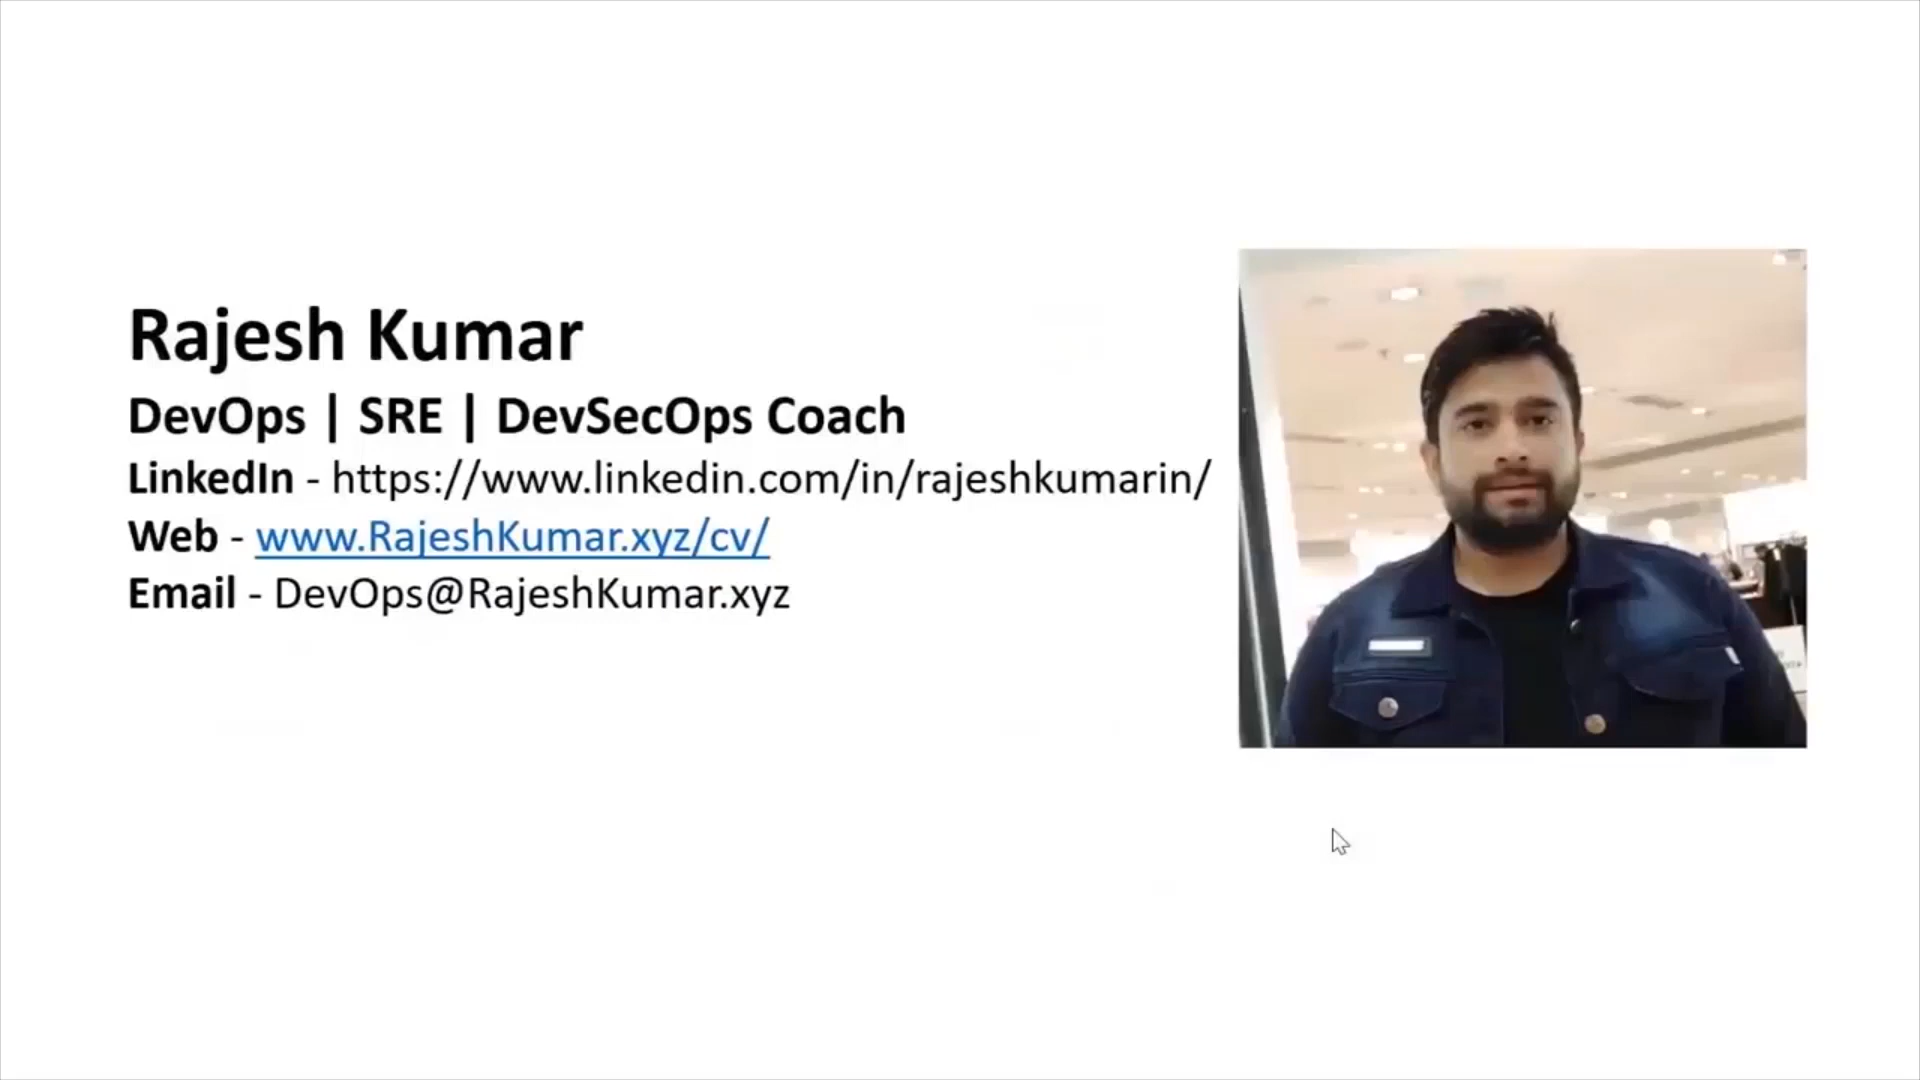 Rajesh Kumar
DevOps | SRE | DevSecOps Coach
LinkedIn - https://www.linkedin.com/in/rajeshkumarin/
Web - www.RajeshKumar.xyz/cv/
Email - DevOps@RajeshKumar.xyz